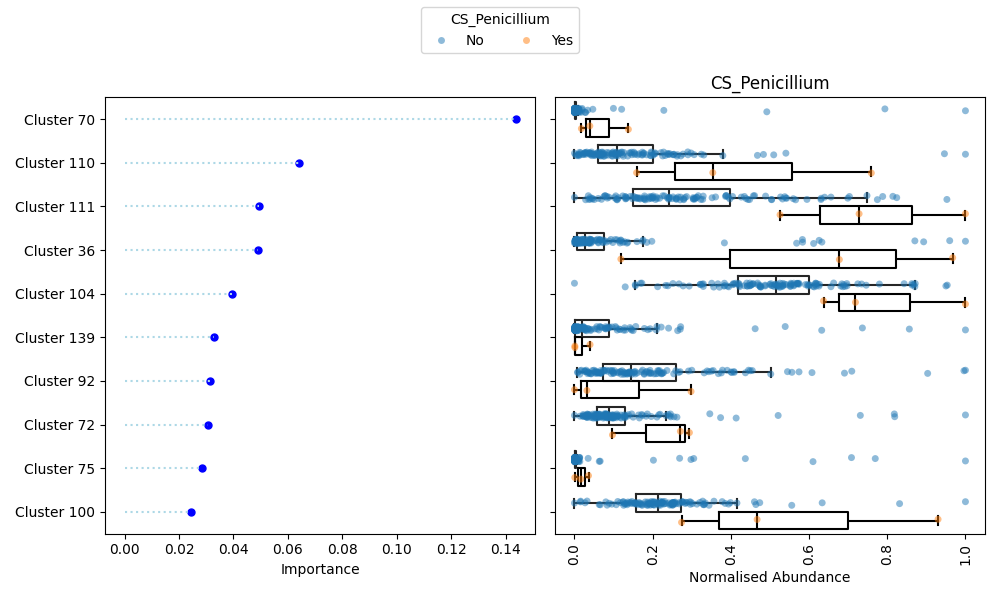 CS_Penicillium
No Yes
CS_Penicillium
Cluster 70
Cluster 110
Cluster 111
Cluster 36
Cluster 104
Cluster 139
Cluster 92
Cluster 72
Cluster 75
Cluster 100
0.00 0.02 0.04 0.06 0.08 0.10 0.12 0.14
Importance
0.0 0.2 0.4 0.6 0.8 1.0
Normalised Abundance